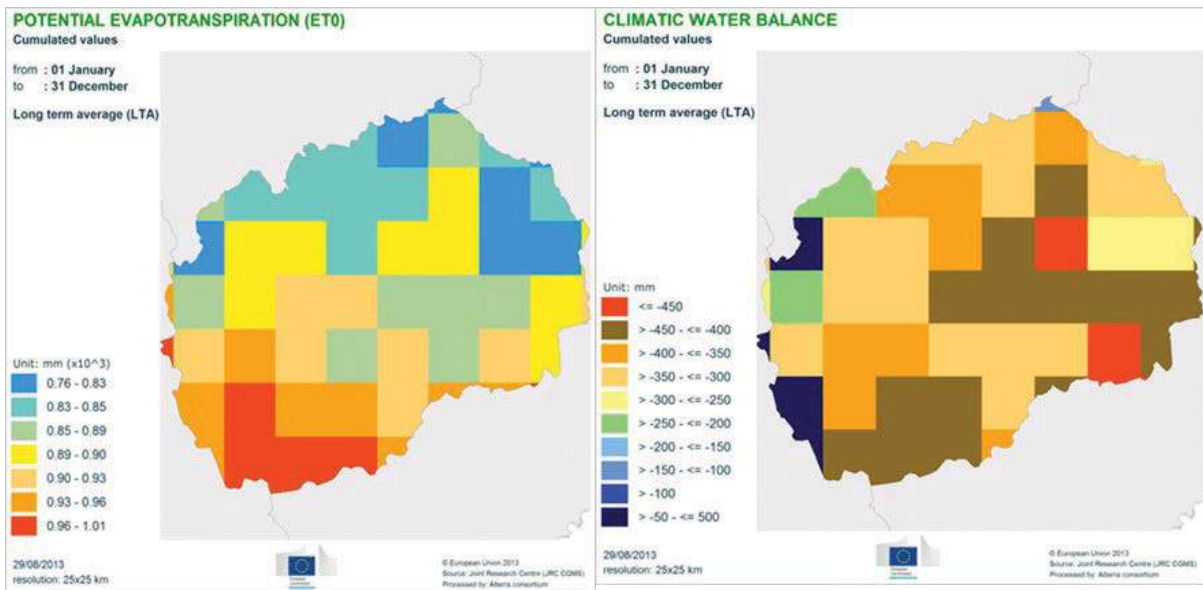 POTENTIAL EVAPOTRANSPIRATION (ET0)
Cumulated values
from : 01 January
to : 31 December
Long term average (LTA)
Unit: mm (x10^3)
0.76 - 0.83
0.83 - 0.85
0.85 - 0.89
0.89 - 0.90
0.90 - 0.93
0.93 - 0.96
0.96 - 1.01
29/08/2013
resolution: 25x25 km
European
Commission
© European Union 2013
Source: Joint Research Centre (JRC CGMS)
Processed by: Alterra consortium
CLIMATIC WATER BALANCE
Cumulated values
from : 01 January
to : 31 December
Long term average (LTA)
Unit: mm
<= -450
> -450 - <= -400
> -400 - <= -350
> -350 - <= -300
> -300 - <= -250
> -250 - <= -200
> -200 - <= -150
> -150 - <= -100
> -100
> -50 - <= 500
29/08/2013
resolution: 25x25 km
European
Commission
© European Union 2013
Source: Joint Research Centre (JRC CGMS)
Processed by: Alterra consortium